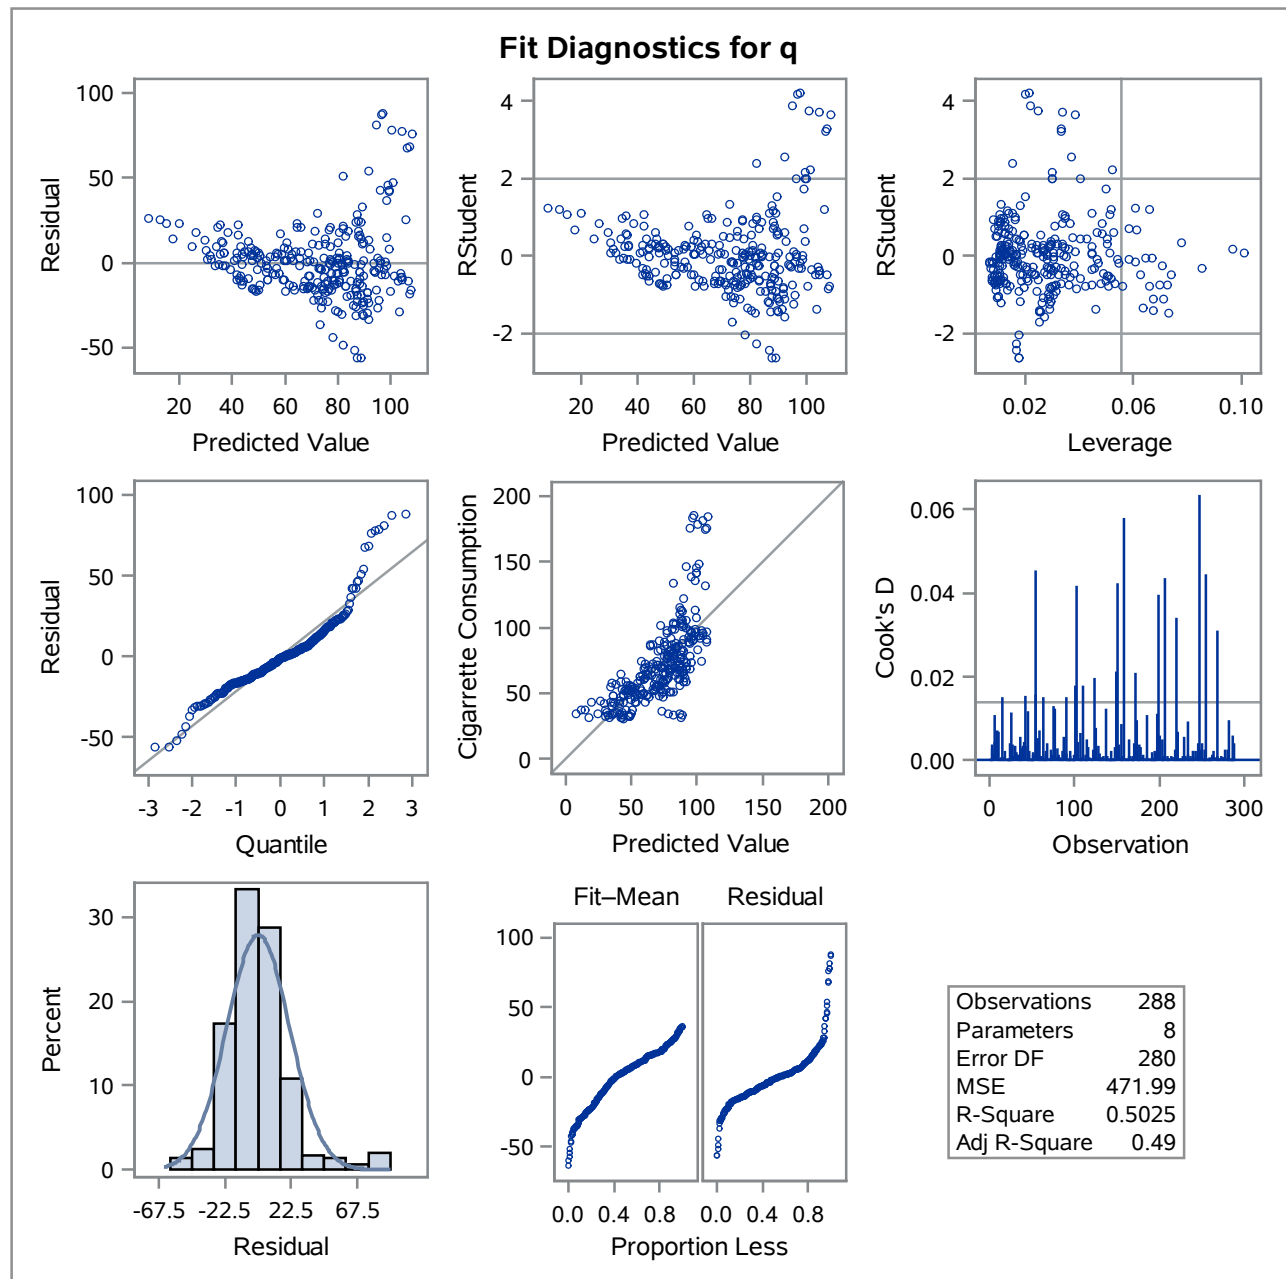 Fit Diagnostics for q
100
50
0
-50
Residual
20 40 60 80 100
Predicted Value
4
2
0
-2
RStudent
20 40 60 80 100
Predicted Value
4
2
0
-2
RStudent
0.02 0.06 0.10
Leverage
100
50
0
-50
Residual
-3 -2 -1 0 1 2 3
Quantile
200
150
100
50
0
Cigarrette Consumption
0 50 100 150 200
Predicted Value
0.06
0.04
0.02
0.00
Cook's D
0 100 200 300
Observation
30
20
10
0
Percent
-67.5 -22.5 22.5 67.5
Residual
Fit–Mean Residual
100
50
0
-50
0.0 0.4 0.8 0.0 0.4 0.8
Proportion Less
Observations 288
Parameters 8
Error DF 280
MSE 471.99
R-Square 0.5025
Adj R-Square 0.49